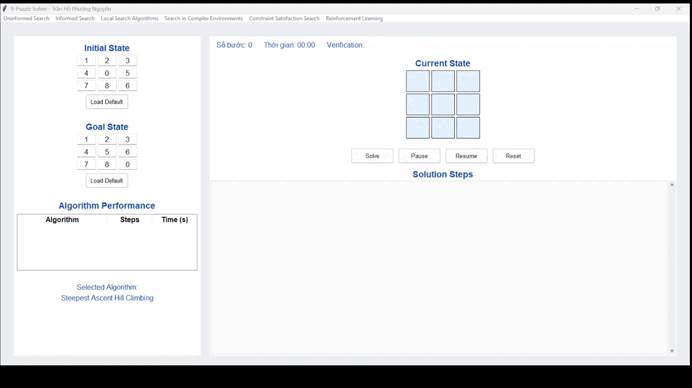 8-Puzzle Solver - Trần Hồ Phương Nguyên
Uninformed Search Informed Search Local Search Algorithms Search in Complex Environments Constraint Satisfaction Search Reinforcement Learning
Initial State
1 2 3
4 0 5
7 8 6
Load Default
Goal State
1 2 3
4 5 6
7 8 0
Load Default
Algorithm Performance
Algorithm Steps Time (s)
Selected Algorithm:
Steepest Ascent Hill Climbing
Số bước: 0 Thời gian: 00:00 Verification:
Current State
Solve Pause Resume Reset
Solution Steps